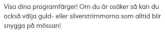 Visa dina programfärger! Om du är osäker så kan du
också välja guld- eller silverstrimmorna som alltid blir
snygga på mössan!